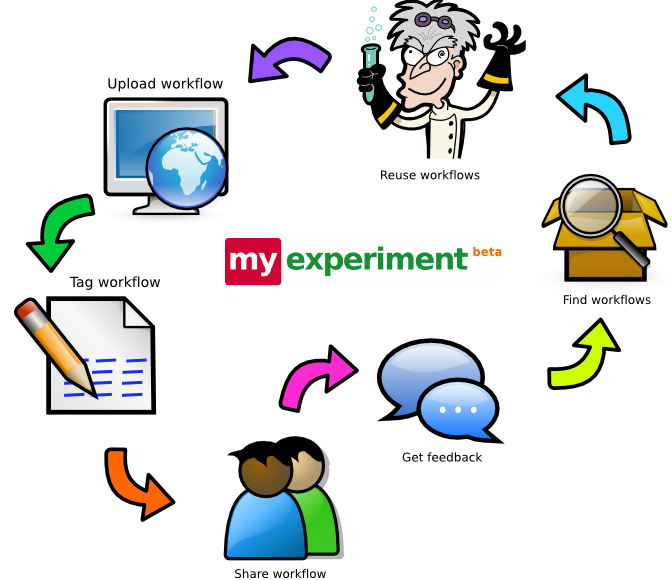 Upload workflow
Reuse workflows
Tag workflow
myexperiment beta
Find workflows
Get feedback
Share workflow